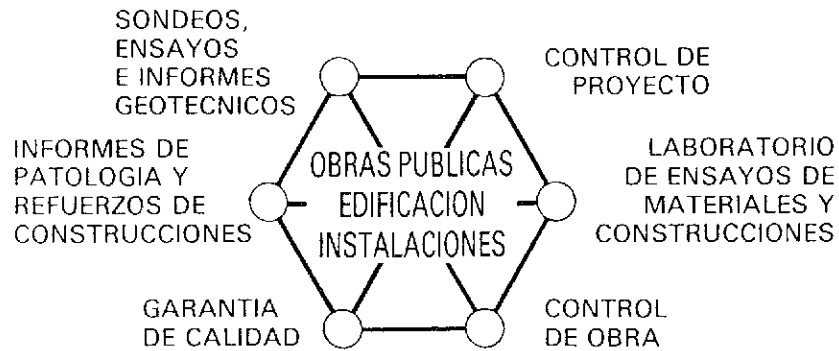 SONDEOS,
ENSAYOS
E INFORMES
GEOTECNICOS
CONTROL DE
PROYECTO
INFORMES DE
PATOLOGIA Y
REFUERZOS DE
CONSTRUCCIONES
OBRAS PUBLICAS
EDIFICACION
INSTALACIONES
LABORATORIO
DE ENSAYOS DE
MATERIALES Y
CONSTRUCCIONES
GARANTIA
DE CALIDAD
CONTROL
DE OBRA